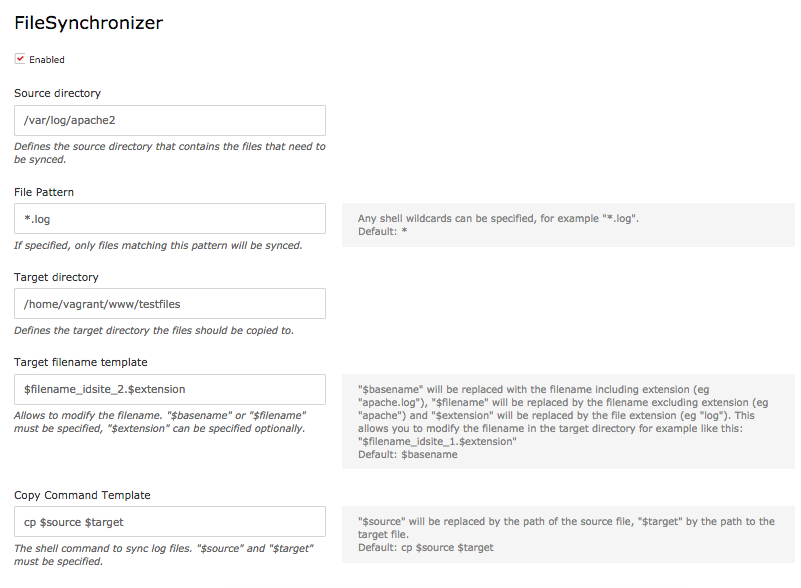 FileSynchronizer
Enabled
Source directory
/var/log/apache2
Defines the source directory that contains the files that need to
be synced.
File Pattern
*.log
Any shell wildcards can be specified, for example "*.log".
Default: *
If specified, only files matching this pattern will be synced.
Target directory
/home/vagrant/www/testfiles
Defines the target directory the files should be copied to.
Target filename template
$filename_idsite_2.$extension
"$basename" will be replaced with the filename including extension (eg
"apache.log"), "$filename" will be replaced by the filename excluding extension (eg
"apache") and "$extension" will be replaced by the file extension (eg "log"). This
allows you to modify the filename in the target directory for example like this:
"$filename_idsite_1.$extension"
Default: $basename
Allows to modify the filename. "$basename" or "$filename"
must be specified, "$extension" can be specified optionally.
Copy Command Template
cp $source $target
"$source" will be replaced by the path of the source file, "$target" by the path to the
target file.
Default: cp $source $target
The shell command to sync log files. "$source" and "$target"
must be specified.